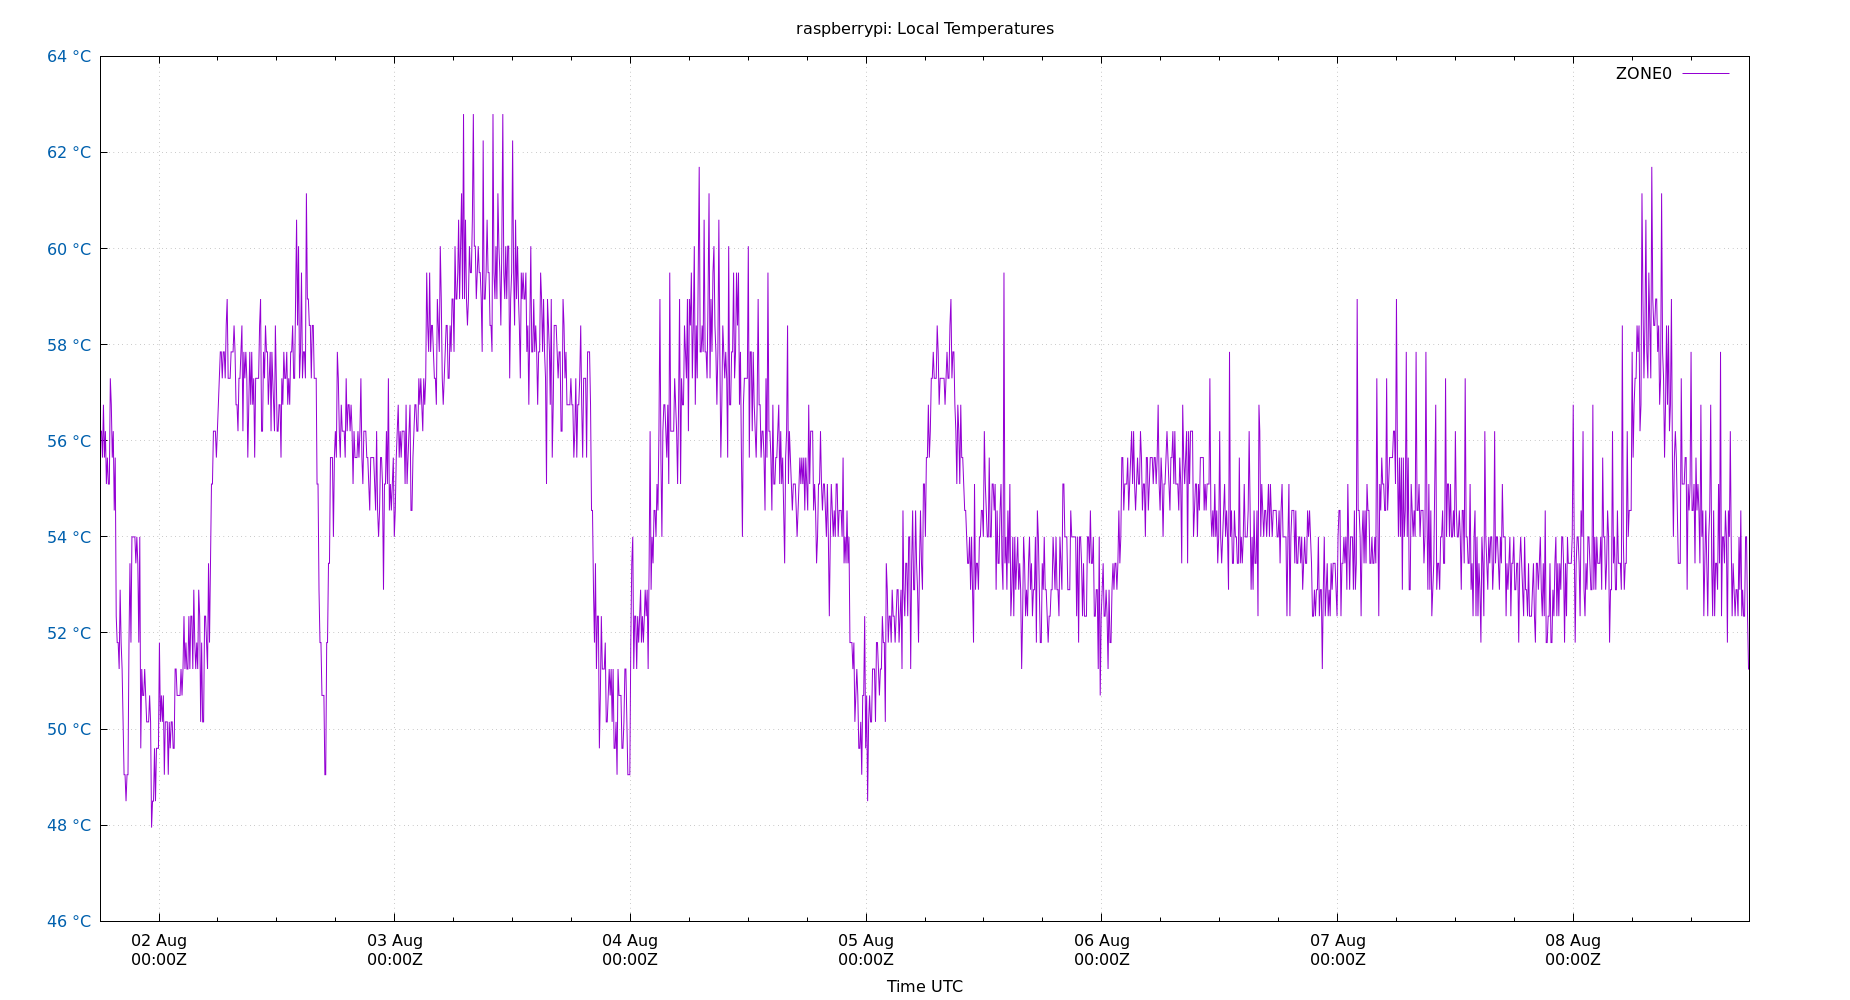 raspberrypi: Local Temperatures
ZONE0
64 °C
62 °C
60 °C
58 °C
56 °C
54 °C
52 °C
50 °C
48 °C
46 °C
02 Aug 03 Aug 04 Aug 05 Aug 06 Aug 07 Aug 08 Aug
00:00Z 00:00Z 00:00Z 00:00Z 00:00Z 00:00Z 00:00Z
Time UTC